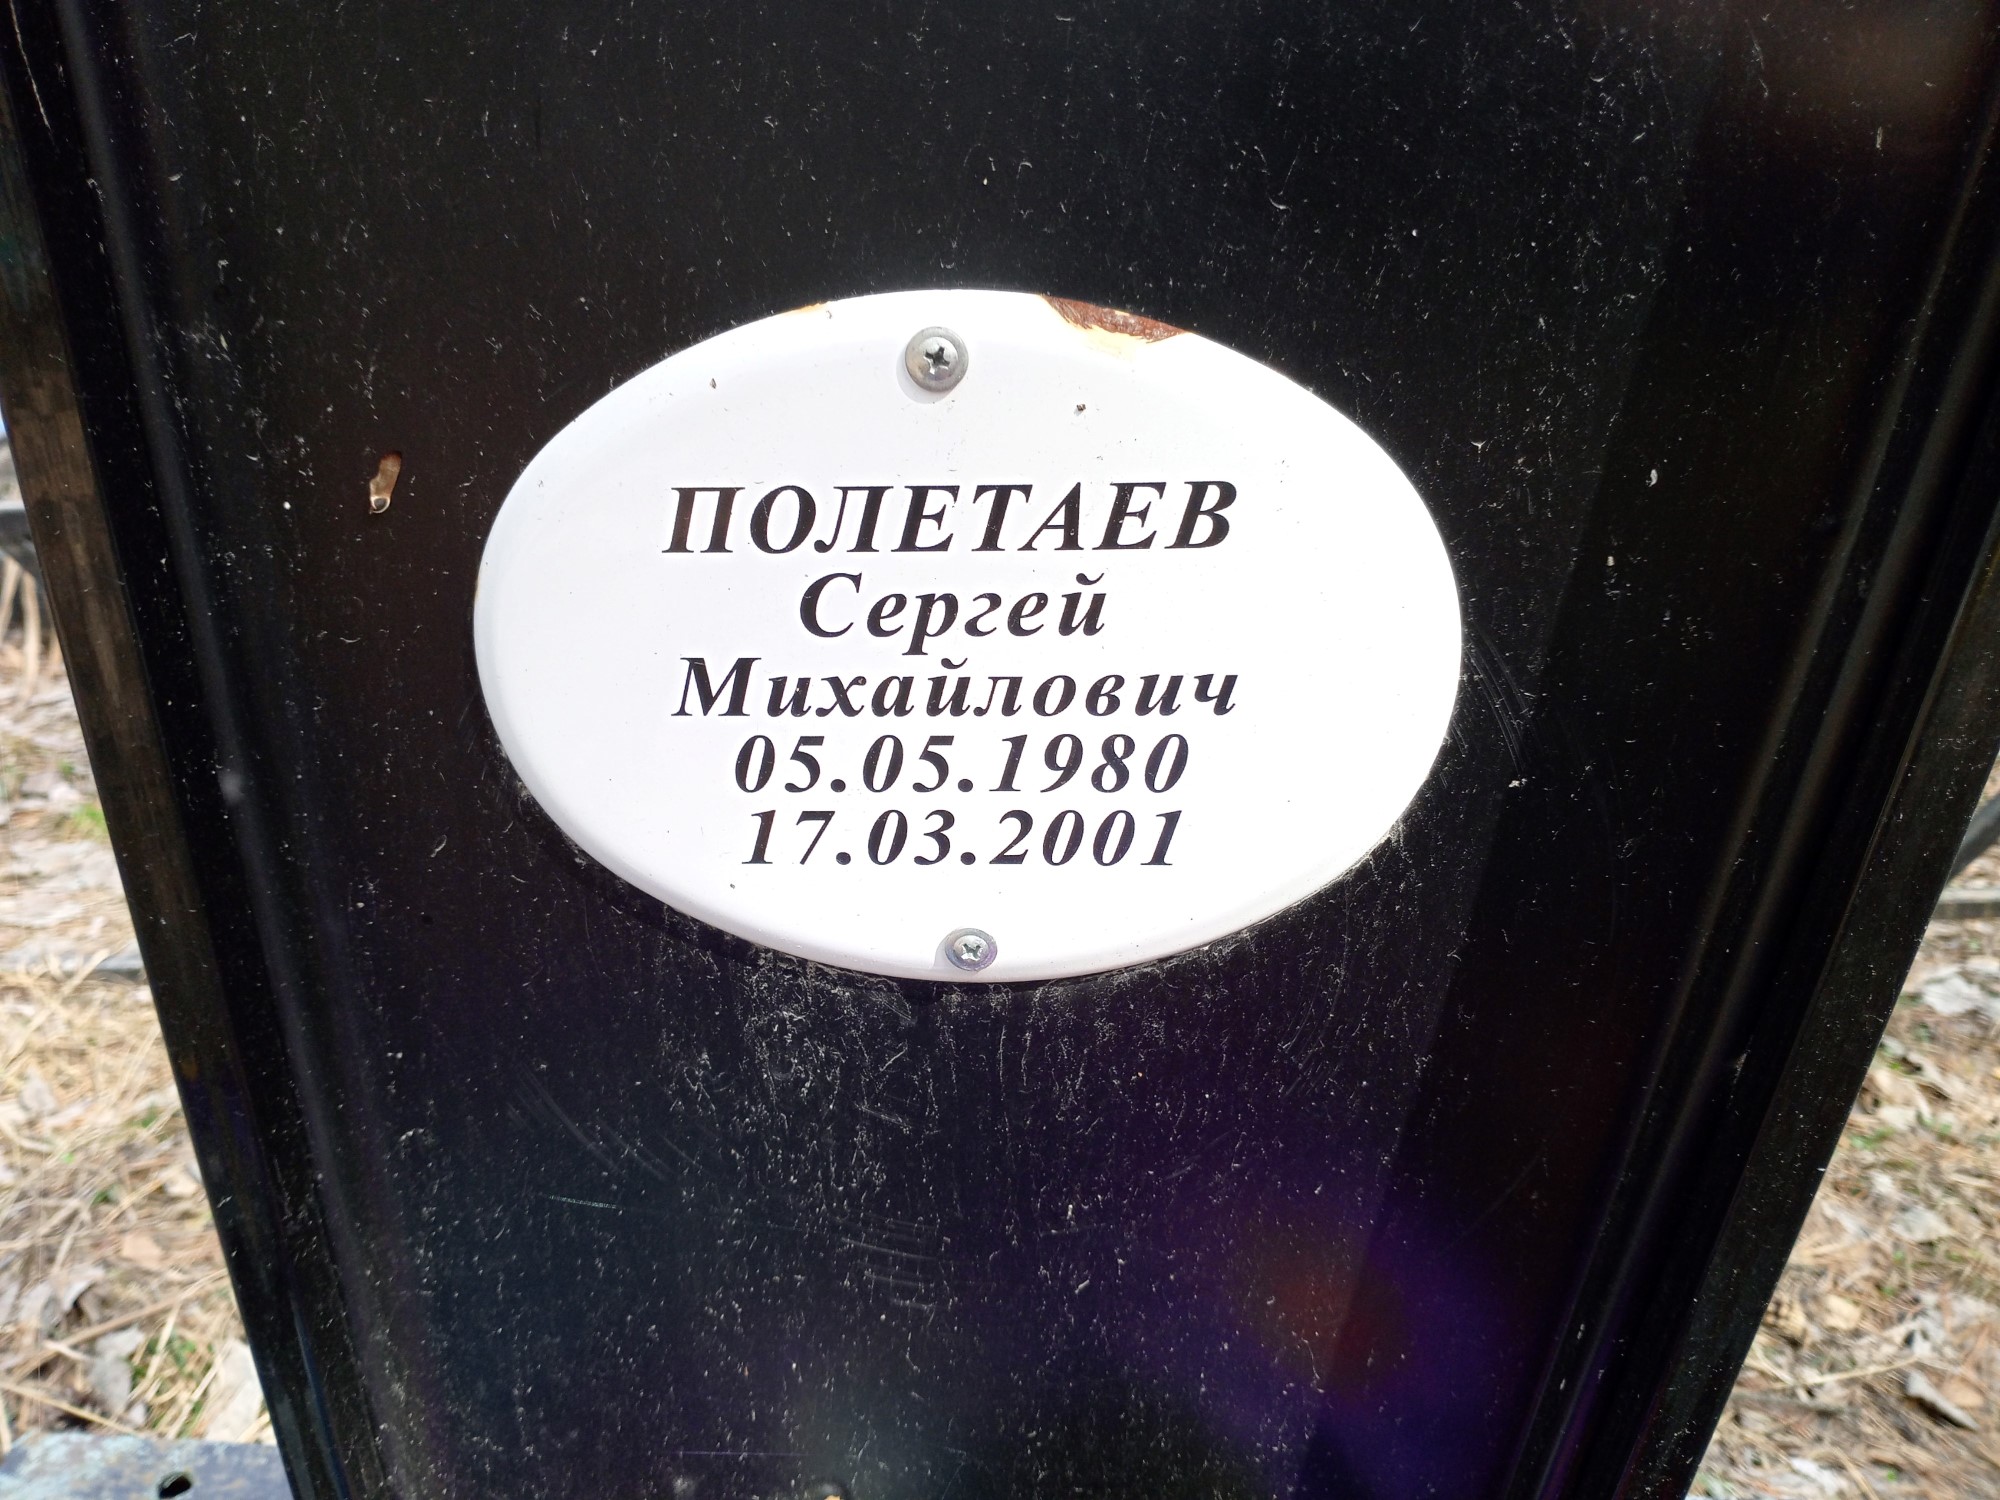 ПОЛЕТАЕВ
Сергей
Михайлович
05.05.1980
17.03.2001